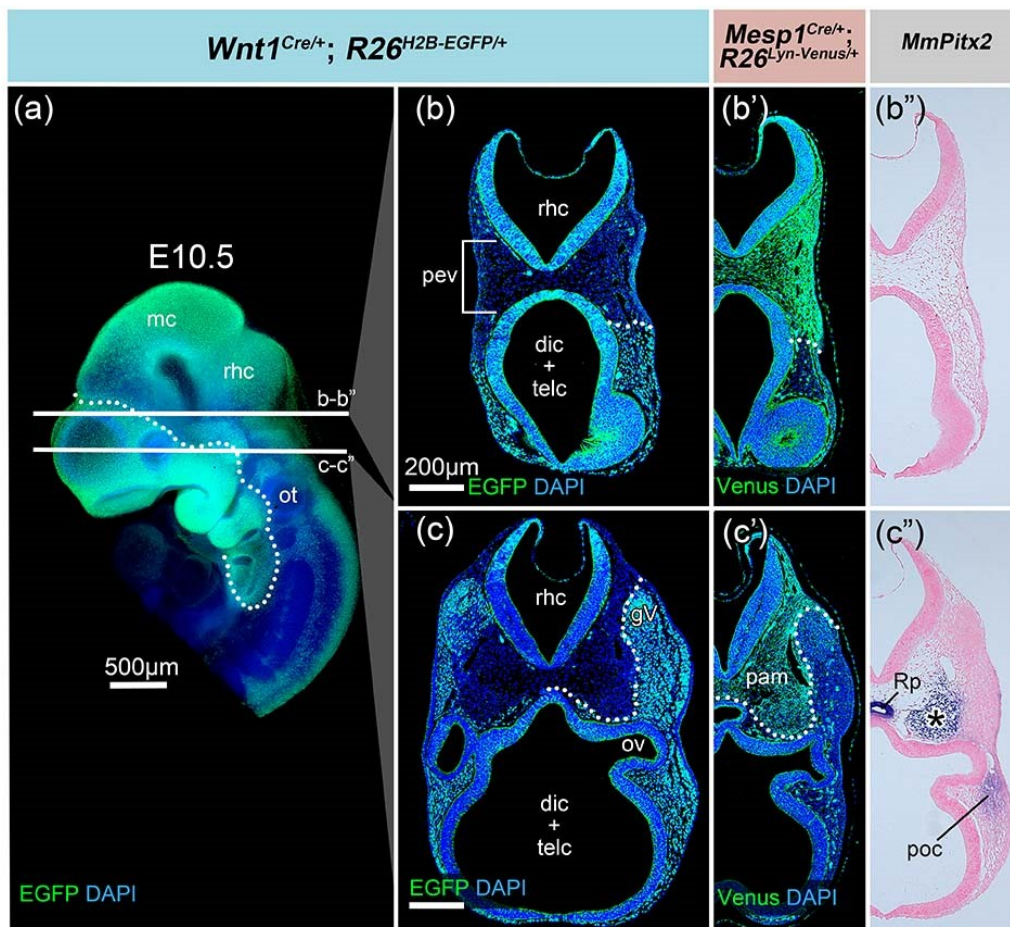 Wnt1Cre/+; R26H2B-EGFP/+
Mesp1Cre/+;
R26Lyn-Venus/+
MmPitx2
(a)
E10.5
mc
rhc
b-b”
c-c”
ot
500µm
EGFP DAPI
(b)
rhc
pev
dic
+
telc
200µm
EGFP DAPI
(b’)
Venus DAPI
(b”)
(c)
rhc
gV
ov
dic
+
telc
EGFP DAPI
(c’)
pam
Venus DAPI
(c”)
Rp
*
poc